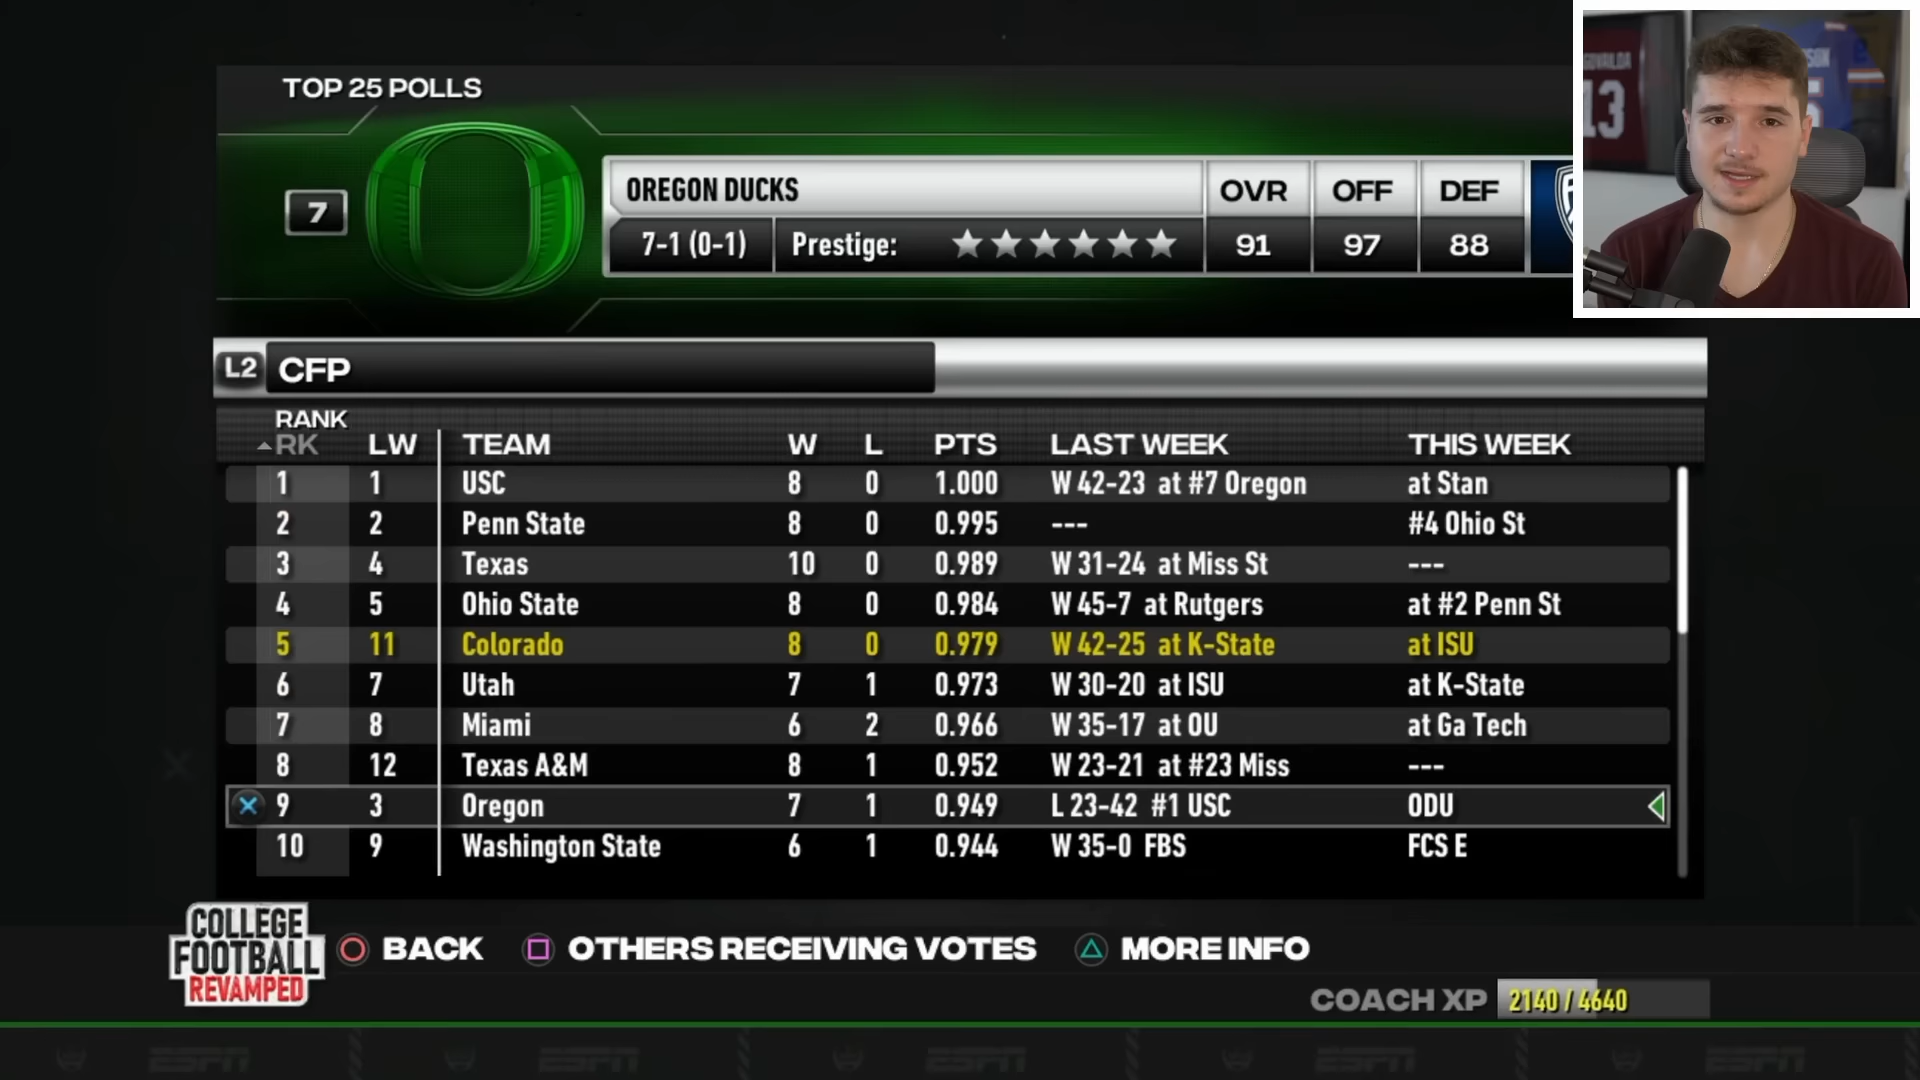 TOP 25 POLLS
7
OREGON DUCKS
OVR OFF DEF
7-1 (0-1) Prestige: 91 97 88
13
L2 CFP
RANK
RK LW TEAM W L PTS LAST WEEK THIS WEEK
1 1 USC 8 0 1.000 W 42-23 at #7 Oregon at Stan
2 2 Penn State 8 0 0.995 --- #4 Ohio St
3 4 Texas 10 0 0.989 W 31-24 at Miss St ---
4 5 Ohio State 8 0 0.984 W 45-7 at Rutgers at #2 Penn St
5 11 Colorado 8 0 0.979 W 42-25 at K-State at ISU
6 7 Utah 7 1 0.973 W 30-20 at ISU at K-State
7 8 Miami 6 2 0.966 W 35-17 at OU at Ga Tech
8 12 Texas A&M 8 1 0.952 W 23-21 at #23 Miss ---
9 3 Oregon 7 1 0.949 L 23-42 #1 USC ODU
10 9 Washington State 6 1 0.944 W 35-0 FBS FCS E
COLLEGE
FOOTBALL
REVAMPED
BACK OTHERS RECEIVING VOTES MORE INFO
COACH XP 2140 / 4640
ESPN ESPN ESPN ESPN ESPN